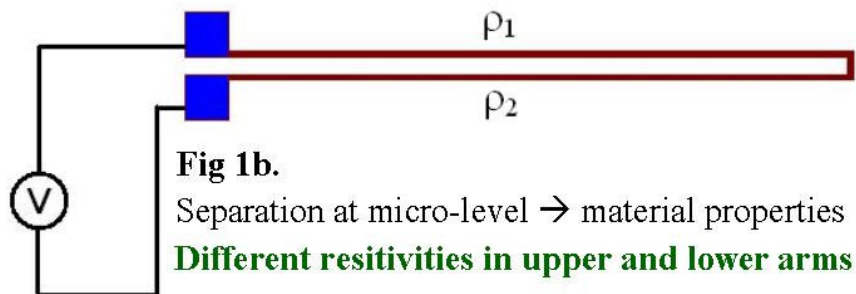 ρ1
ρ2
V
Fig 1b.
Separation at micro-level → material properties
Different resitivities in upper and lower arms